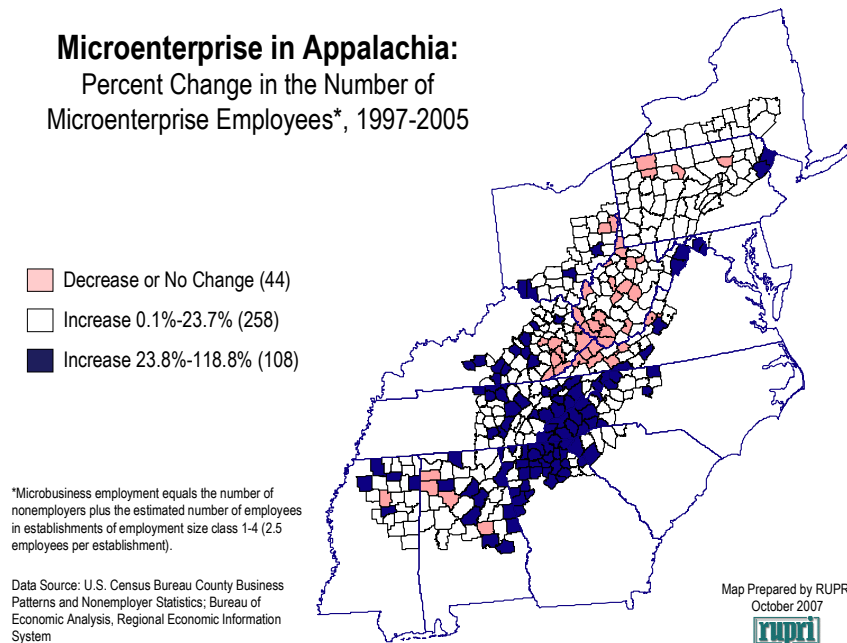 Microenterprise in Appalachia:
Percent Change in the Number of
Microenterprise Employees*, 1997-2005
Decrease or No Change (44)
Increase 0.1%-23.7% (258)
Increase 23.8%-118.8% (108)
*Microbusiness employment equals the number of
nonemployers plus the estimated number of employees
in establishments of employment size class 1-4 (2.5
employees per establishment).
Data Source: U.S. Census Bureau County Business
Patterns and Nonemployer Statistics; Bureau of
Economic Analysis, Regional Economic Information
System
Map Prepared by RUPRI
October 2007
rupri